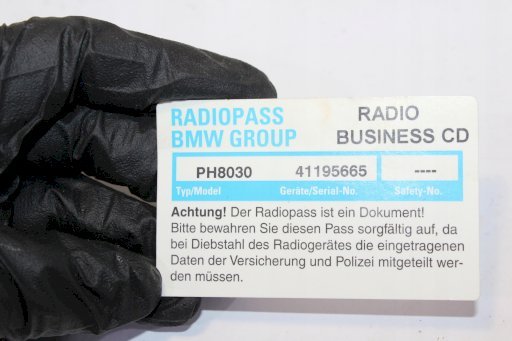 RADIOPASS RADIO
BMW GROUP BUSINESS CD
PH8030 41195665 ----
Typ/Model Geräte/Serial-No. Safety-No.
Achtung! Der Radiopass ist ein Dokument!
Bitte bewahren Sie diesen Pass sorgfältig auf, da
bei Diebstahl des Radiogerätes die eingetragenen
Daten der Versicherung und Polizei mitgeteilt wer-
den müssen.